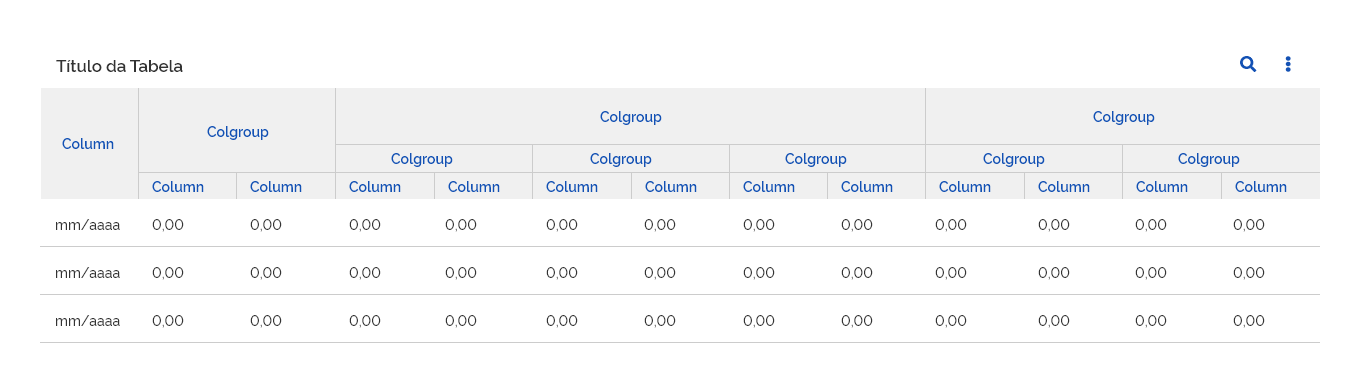 Título da Tabela
Colgroup Colgroup
Colgroup
Column
Colgroup Colgroup Colgroup Colgroup Colgroup
Column Column Column Column Column Column Column Column Column Column Column Column
mm/aaaa 0,00 0,00 0,00 0,00 0,00 0,00 0,00 0,00 0,00 0,00 0,00 0,00
mm/aaaa 0,00 0,00 0,00 0,00 0,00 0,00 0,00 0,00 0,00 0,00 0,00 0,00
mm/aaaa 0,00 0,00 0,00 0,00 0,00 0,00 0,00 0,00 0,00 0,00 0,00 0,00